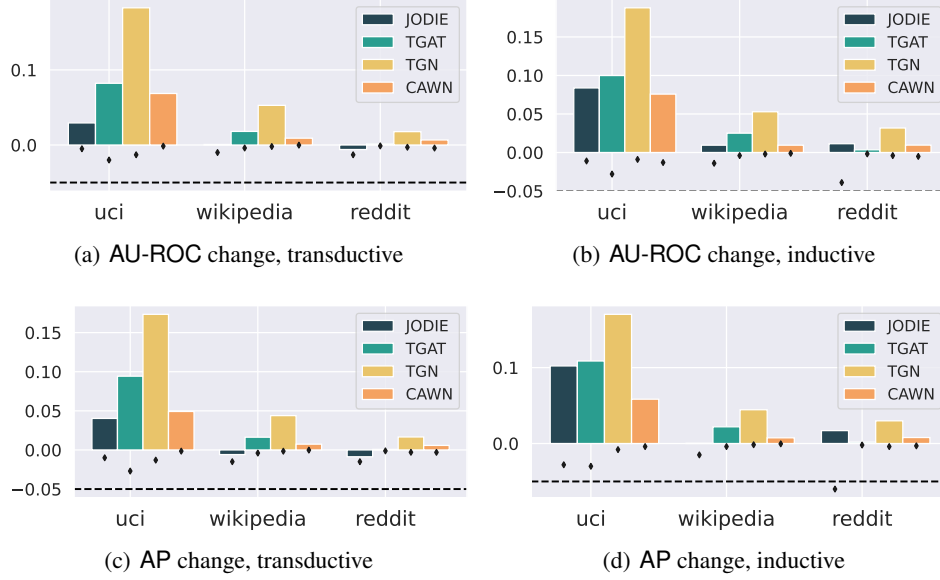 0.1
0.0
JODIE
TGAT
TGN
CAWN
uci wikipedia reddit
(a) AU-ROC change, transductive
0.15
0.10
0.05
0.00
−0.05
JODIE
TGAT
TGN
CAWN
uci wikipedia reddit
(b) AU-ROC change, inductive
0.15
0.10
0.05
0.00
−0.05
JODIE
TGAT
TGN
CAWN
uci wikipedia reddit
(c) AP change, transductive
0.1
0.0
JODIE
TGAT
TGN
CAWN
uci wikipedia reddit
(d) AP change, inductive